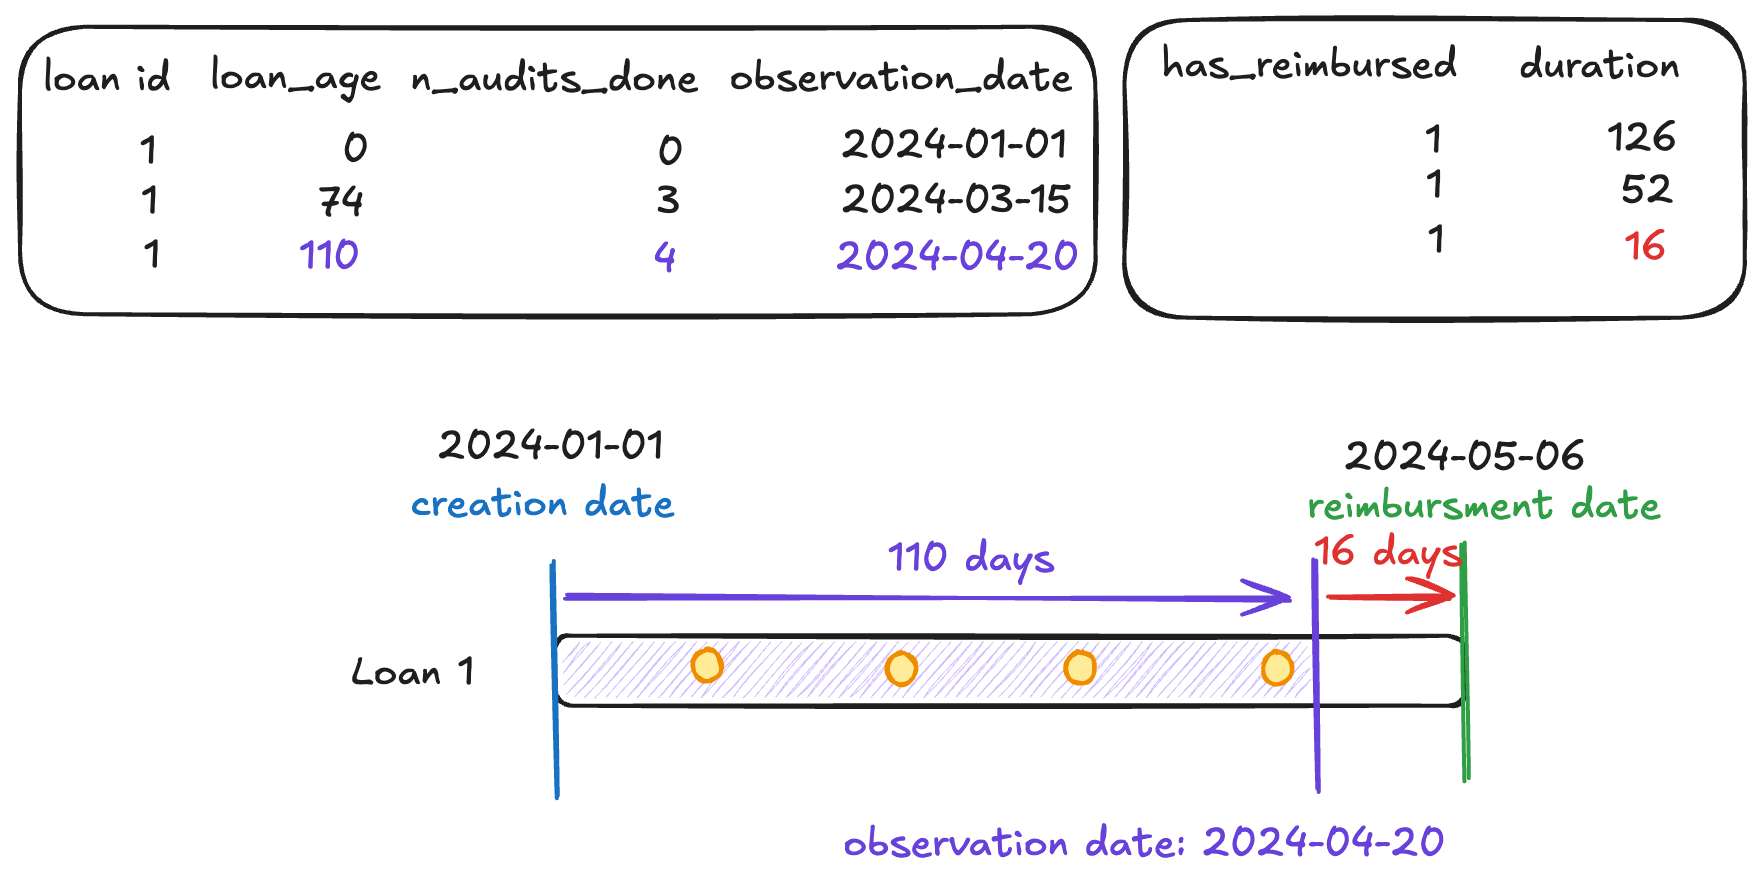 loan id loan_age n_audits_done observation_date
1 0 0 2024-01-01
1 74 3 2024-03-15
1 110 4 2024-04-20
has_reimbursed duration
1 126
1 52
1 16
2024-01-01
creation date
2024-05-06
reimbursment date
110 days
16 days
Loan 1
observation date: 2024-04-20